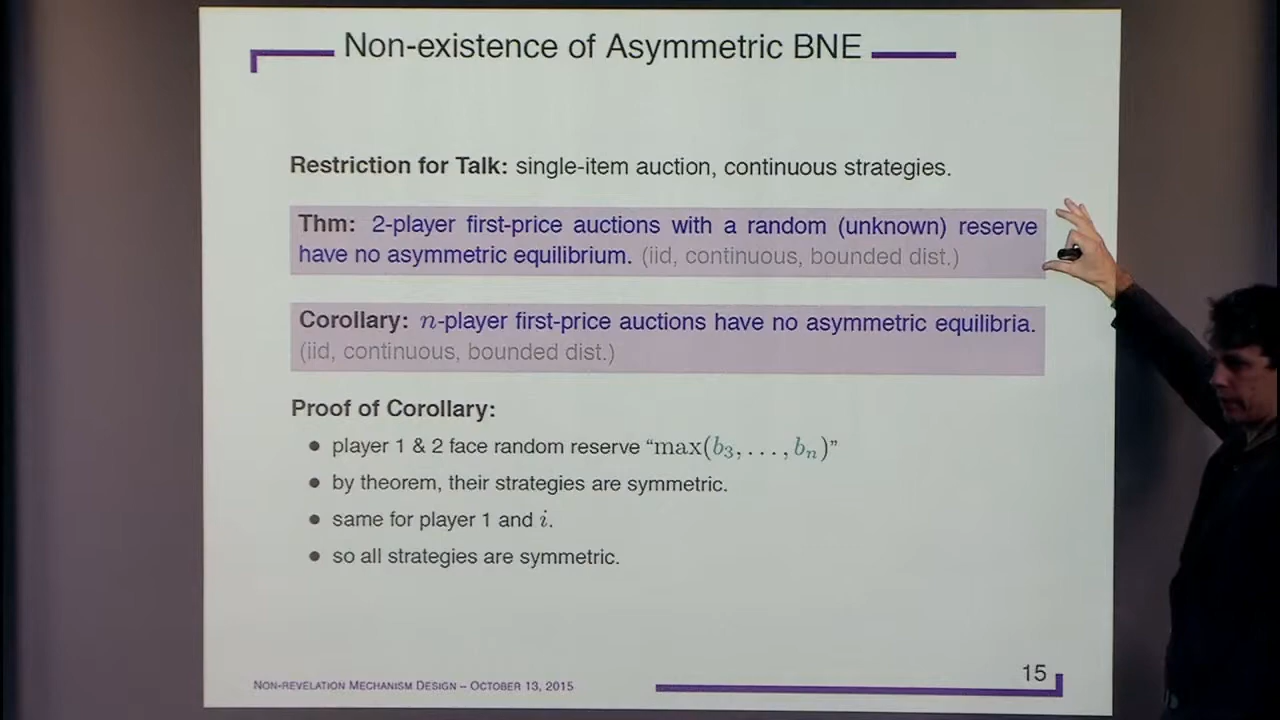 Non-existence of Asymmetric BNE
Restriction for Talk: single-item auction, continuous strategies.
Thm: 2-player first-price auctions with a random (unknown) reserve
have no asymmetric equilibrium. (iid, continuous, bounded dist.)
Corollary: n-player first-price auctions have no asymmetric equilibria.
(iid, continuous, bounded dist.)
Proof of Corollary:
• player 1 & 2 face random reserve “max(b₃, . . . , bₙ)”
• by theorem, their strategies are symmetric.
• same for player 1 and i.
• so all strategies are symmetric.
15
NON-REVELATION MECHANISM DESIGN – OCTOBER 13, 2015